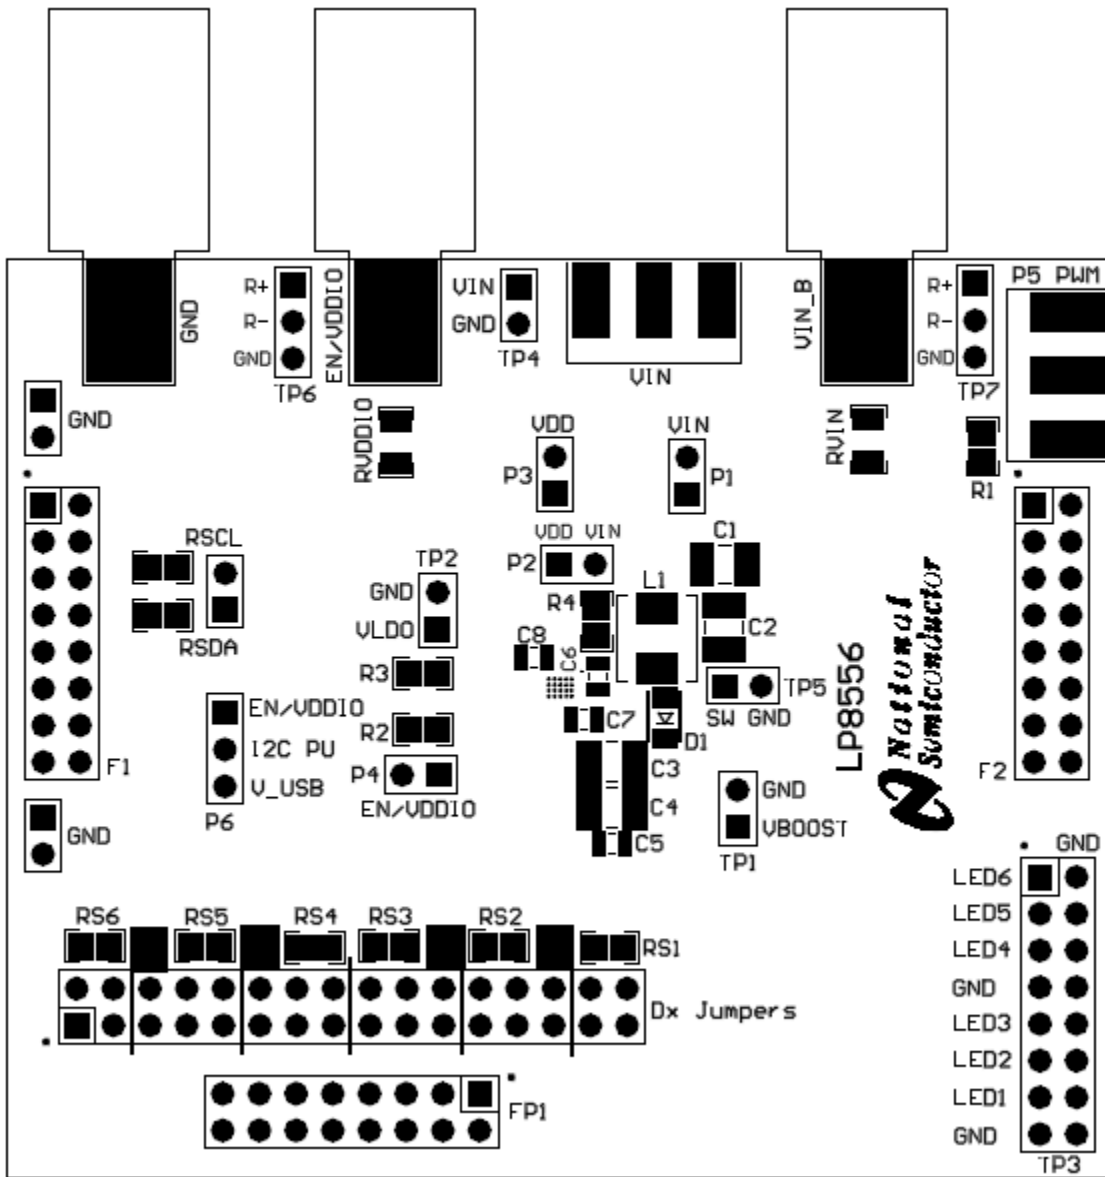 R+
VIN
R+
P5 PWM
R-
GND
EN/VDDIO
GND
VIN_B
R-
GND
TP6
TP4
VIN
GND
TP7
GND
RVDDIO
VDD
VIN
RVIN
P3
P1
R1
RSCL
VDD VIN
C1
TP2
P2
GND
L1
R4
VLDO
RSDA
C8
C6
C2
R3
TP5
SW GND
EN/VDDIO
C7
D1
LP8556
National
Semiconductor
R2
I2C PU
F1
P4
C3
F2
V_USB
GND
EN/VDDIO
C4
P6
GND
VBOOST
C5
TP1
GND
LED6
RS6
RS5
RS4
RS3
RS2
LED5
RS1
LED4
GND
Dx Jumpers
LED3
LED2
LED1
FP1
GND
TP3